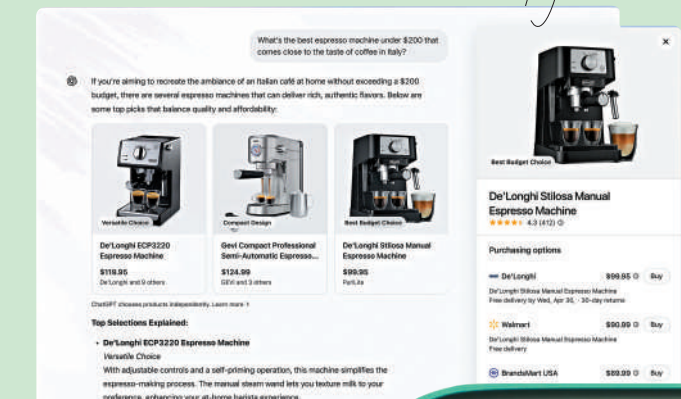 What's the best espresso machine under $200 that
comes close to the taste of coffee in Italy?
If you're aiming to recreate the ambiance of an Italian café at home without exceeding a $200
budget, there are several espresso machines that can deliver rich, authentic flavors. Below are
some top picks that balance quality and affordability:
Versatile Choice
De'Longhi ECP3220
Espresso Machine
$119.95
De'Longhi and 9 others
Compact Design
Gevi Compact Professional
Semi-Automatic Espresso...
$124.99
GEVI and 3 others
Best Budget Choice
De'Longhi Stilosa Manual
Espresso Machine
$99.95
ChatGPT chooses products independently. Learn more
Top Selections Explained:
• De'Longhi ECP3220 Espresso Machine
Versatile Choice
With adjustable controls and a self-priming operation, this machine simplifies the
espresso-making process. The manual steam wand lets you texture milk to your
preference, enhancing your at-home barista experience.
Best Budget Choice
De'Longhi Stilosa Manual
Espresso Machine
4.3 (412)
Purchasing options
De'Longhi
$99.95
Buy
De'Longhi Stilosa Manual Espresso Machine
Free delivery by Wed, Apr 30, · 30-day returns
Walmart
$90.99
Buy
De'Longhi Stilosa Manual Espresso Machine
Free delivery
BrandsMart USA
$89.99
Buy